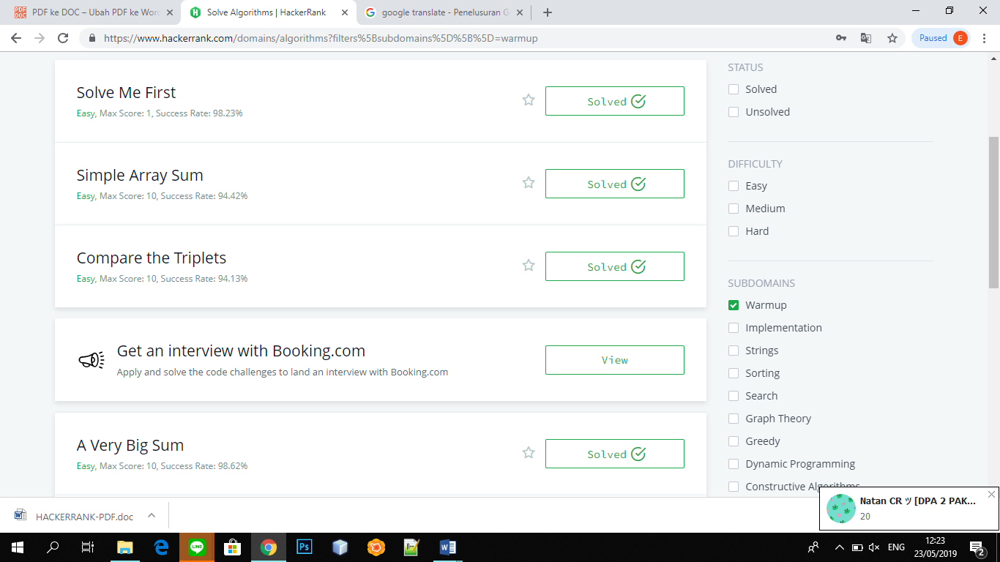 PDF ke DOC – Ubah PDF ke Word
Solve Algorithms | HackerRank
google translate - Penelusuran G
https://www.hackerrank.com/domains/algorithms?filters%5Bsubdomains%5D%5B%5D=warmup
Paused
E
Solve Me First
Easy, Max Score: 1, Success Rate: 98.23%
Solved
Simple Array Sum
Easy, Max Score: 10, Success Rate: 94.42%
Solved
Compare the Triplets
Easy, Max Score: 10, Success Rate: 94.13%
Solved
Get an interview with Booking.com
Apply and solve the code challenges to land an interview with Booking.com
View
A Very Big Sum
Easy, Max Score: 10, Success Rate: 98.62%
Solved
STATUS
Solved
Unsolved
DIFFICULTY
Easy
Medium
Hard
SUBDOMAINS
Warmup
Implementation
Strings
Sorting
Search
Graph Theory
Greedy
Dynamic Programming
Constructive Algorithms
Natan CR ツ [DPA 2 PAK...
20
HACKERRANK-PDF.doc
ENG
12:23
23/05/2019
2